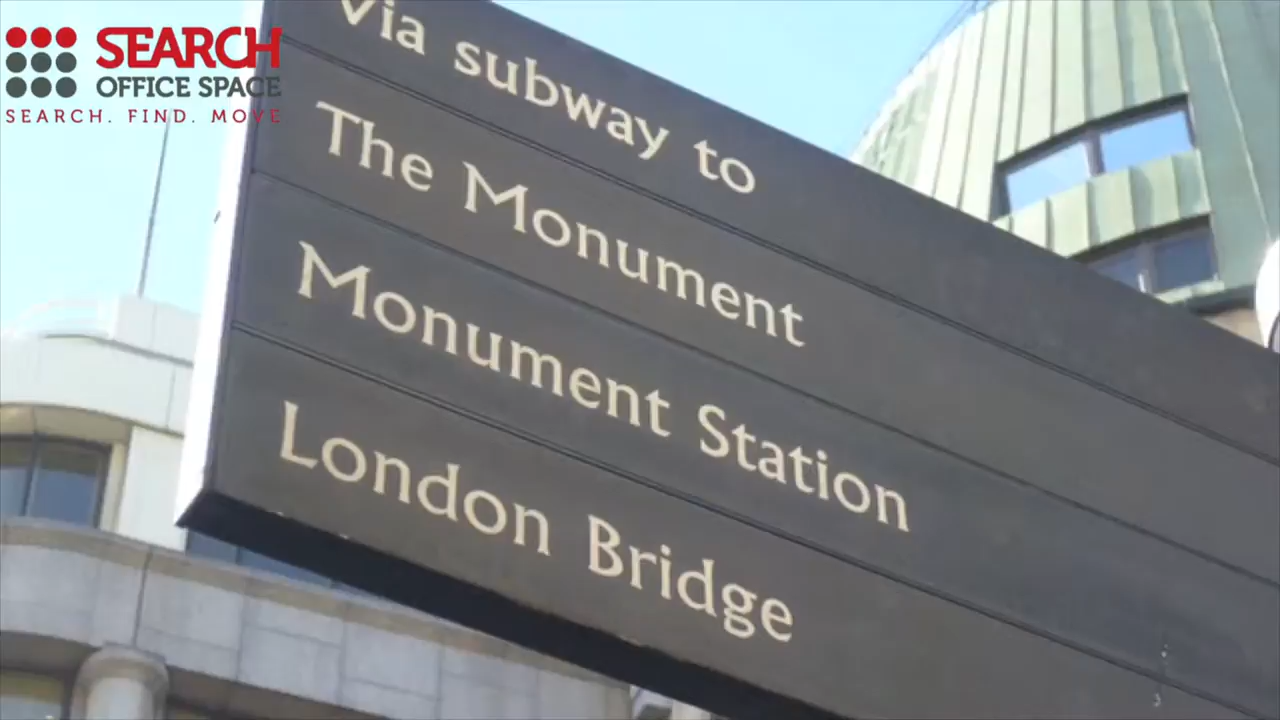 SEARCH
OFFICE SPACE
SEARCH. FIND. MOVE
Via subway to
The Monument
Monument Station
London Bridge